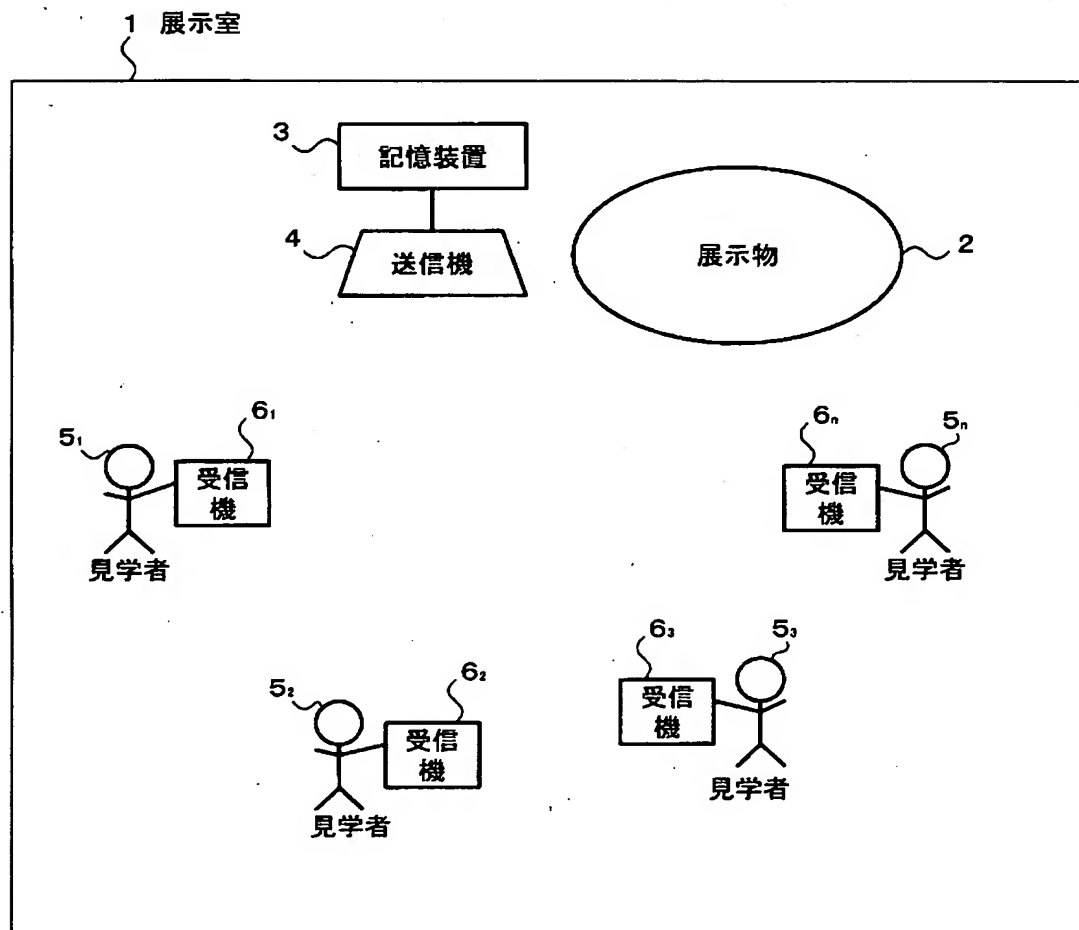 1 展示室
3
記憶装置
4
送信機
展示物
2
5₁
6₁
受信
機
見学者
6ₙ
5ₙ
受信
機
見学者
5₂
6₂
受信
機
見学者
6₃
5₃
受信
機
見学者